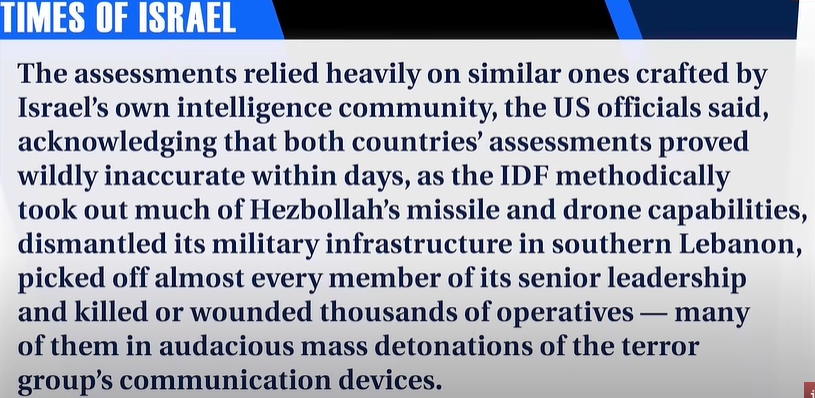 TIMES OF ISRAEL
The assessments relied heavily on similar ones crafted by
Israel's own intelligence community, the US officials said,
acknowledging that both countries' assessments proved
wildly inaccurate within days, as the IDF methodically
took out much of Hezbollah's missile and drone capabilities,
dismantled its military infrastructure in southern Lebanon,
picked off almost every member of its senior leadership
and killed or wounded thousands of operatives — many
of them in audacious mass detonations of the terror
group's communication devices.